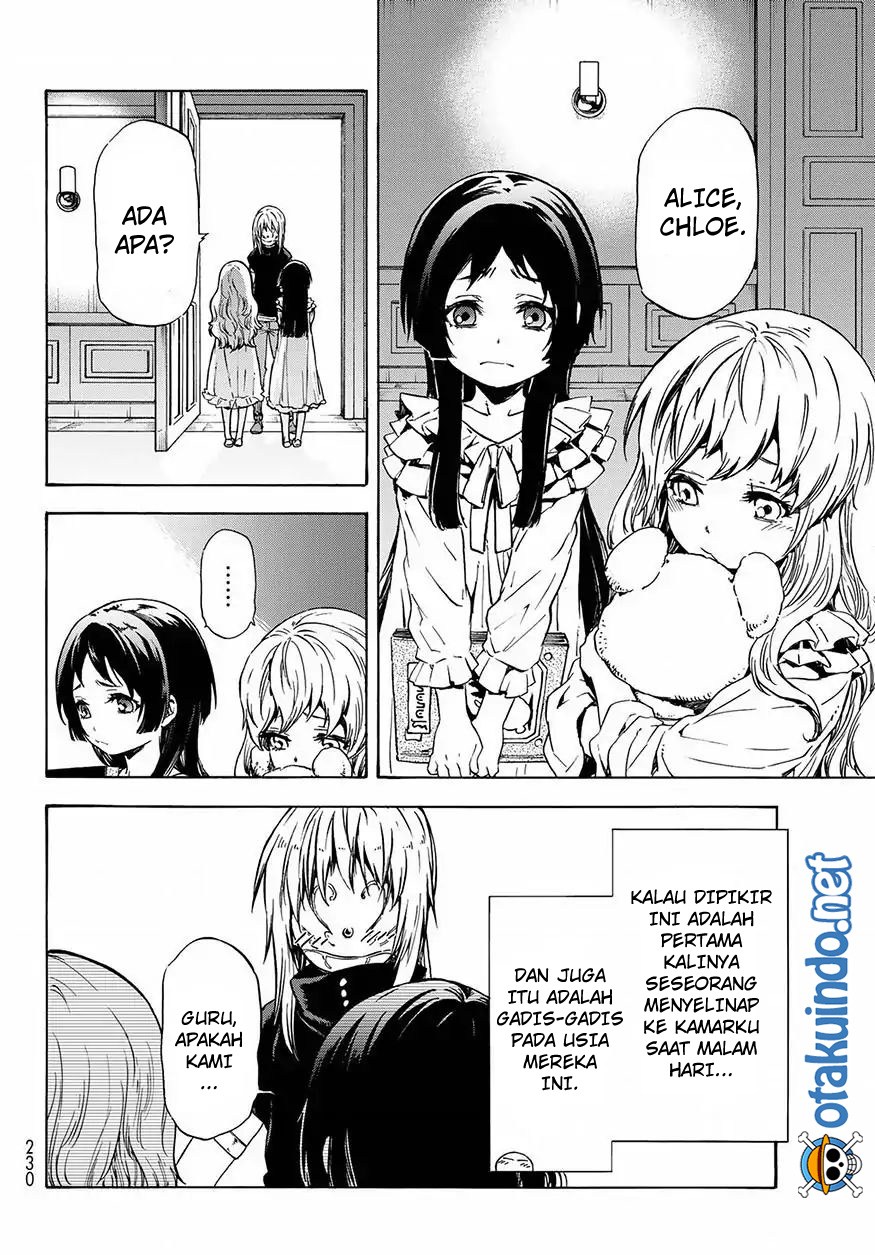 ALICE,
CHLOE.
ADA
APA?
......
KALAU DIPIKIR
INI ADALAH
PERTAMA
KALINYA
SESEORANG
MENYELINAP
KE KAMARKU
SAAT MALAM
HARI...
DAN JUGA
ITU ADALAH
GADIS-GADIS
PADA USIA
MEREKA
INI.
GURU,
APAKAH
KAMI
...
230
otakuindo.net